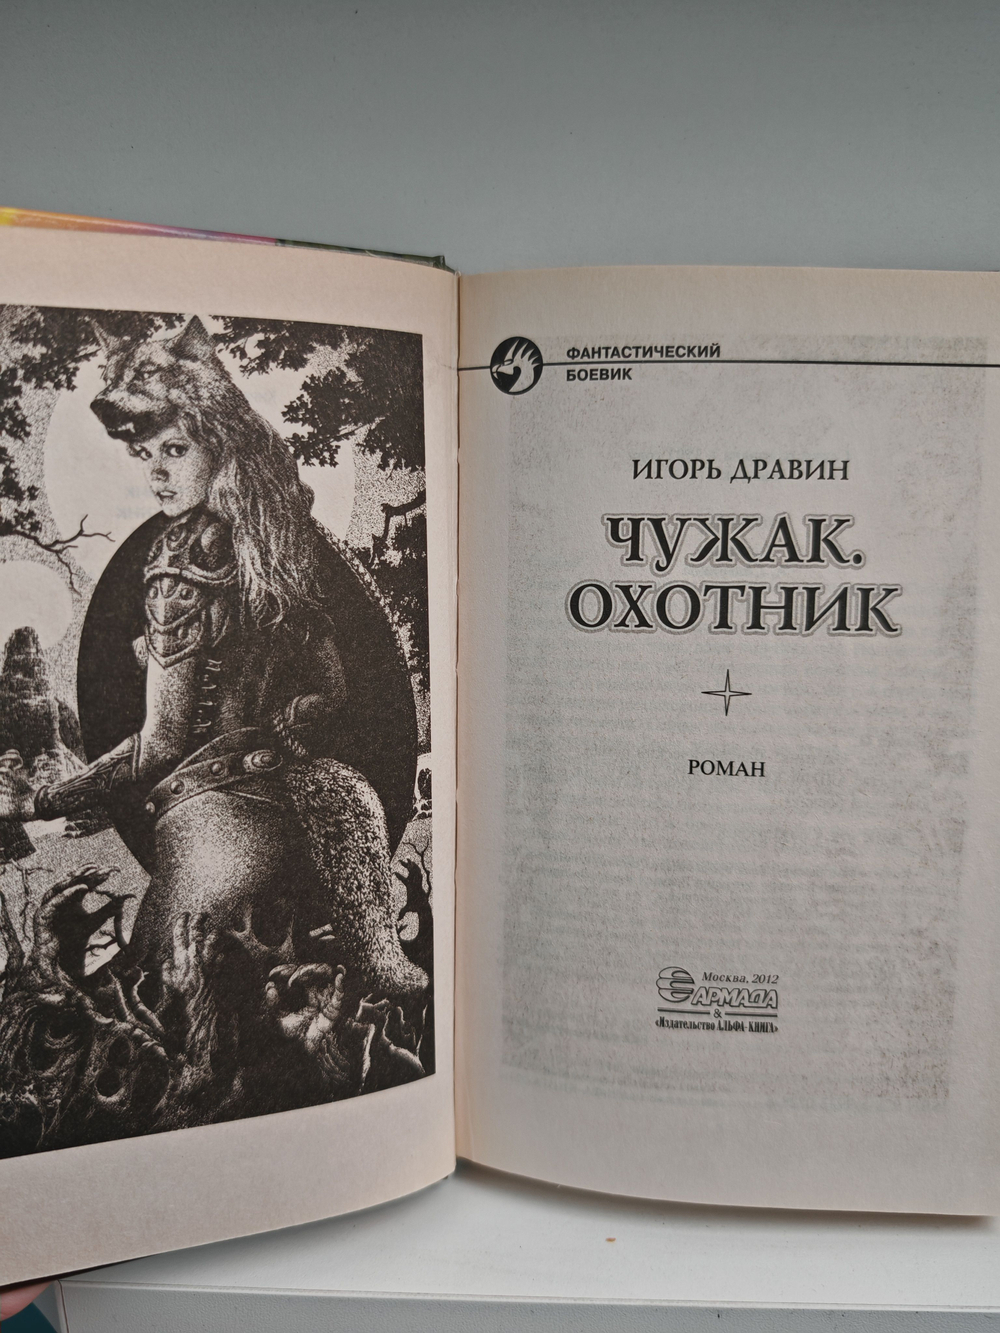 ФАНТАСТИЧЕСКИЙ
БОЕВИК
ИГОРЬ ДРАВИН
ЧУЖАК.
ОХОТНИК
РОМАН
Москва, 2012
АРМАДА
&
«Издательство АЛЬФА-КНИГА»